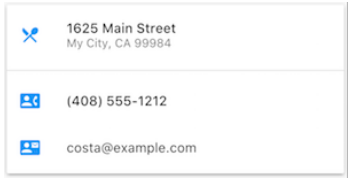 1625 Main Street
My City, CA 99984
(408) 555-1212
costa@example.com